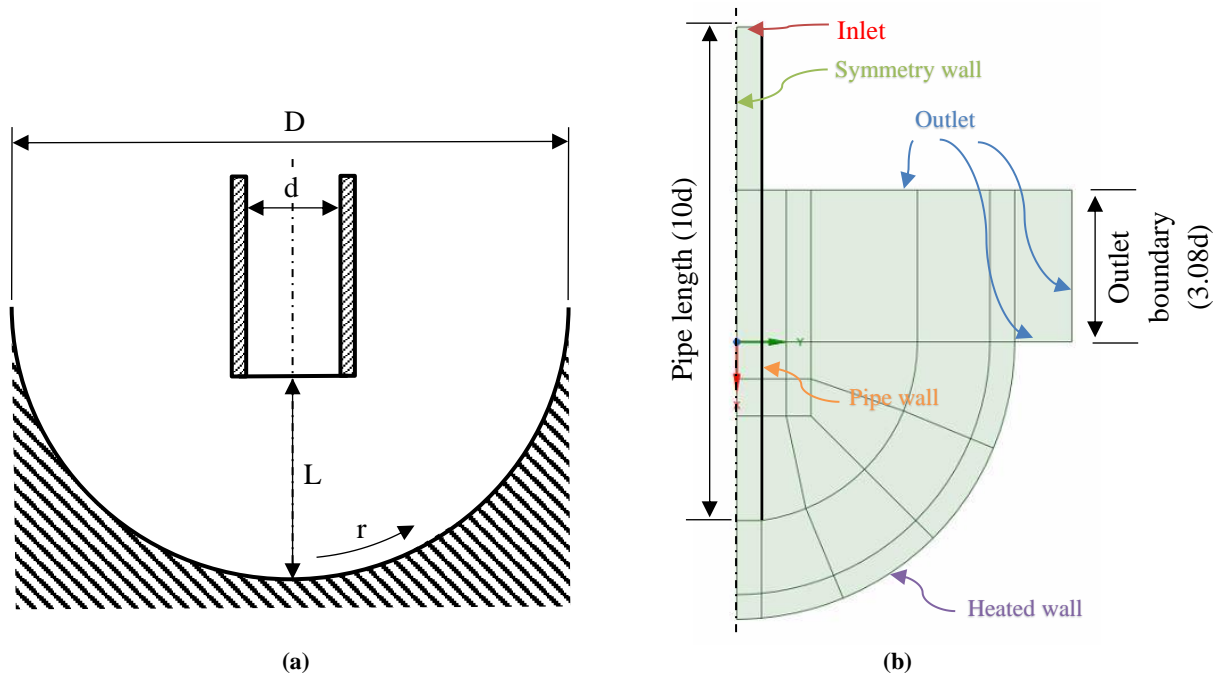 D
d
L
r
(a)
Inlet
Symmetry wall
Outlet
Pipe length (10d)
Outlet
boundary
(3.08d)
Y
X
Pipe wall
Heated wall
(b)